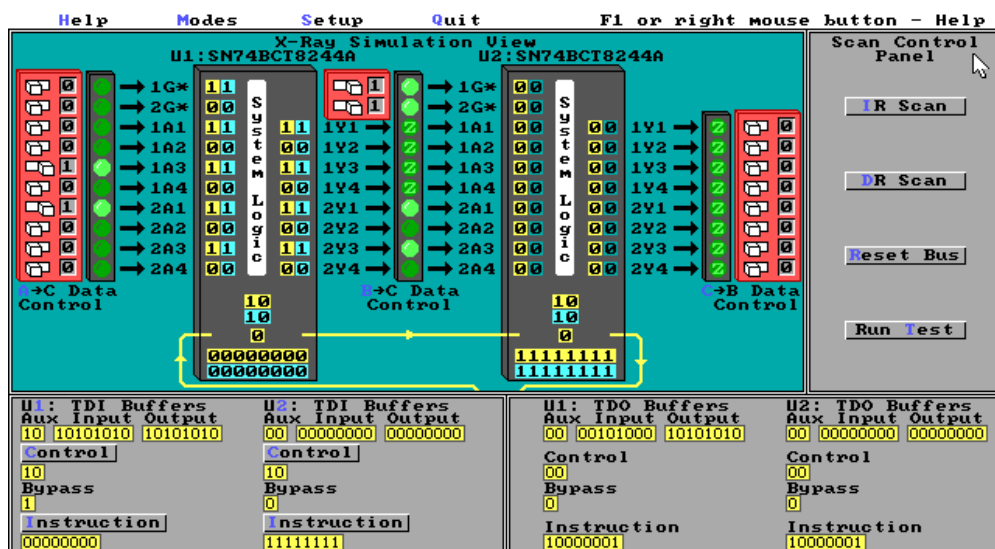 Help Modes Setup Quit F1 or right mouse button - Help
X-Ray Simulation View
U1:SN74BCT8244A U2:SN74BCT8244A
Scan Control
Panel
0 → 1G* 11 1 → 1G* 00
0 → 2G* 00 1 → 2G* 00
0 → 1A1 11 11 1Y1 → Z → 1A1 00 00 1Y1 → Z 0
0 → 1A2 00 00 1Y2 → Z → 1A2 00 00 1Y2 → Z 0
1 → 1A3 11 11 1Y3 → Z → 1A3 00 00 1Y3 → Z 0
0 → 1A4 00 00 1Y4 → Z → 1A4 00 00 1Y4 → Z 0
1 → 2A1 11 11 2Y1 → 2A1 00 00 2Y1 → Z 0
0 → 2A2 00 00 2Y2 → 2A2 00 00 2Y2 → Z 0
0 → 2A3 11 11 2Y3 → 2A3 00 00 2Y3 → Z 0
0 → 2A4 00 00 2Y4 → 2A4 00 00 2Y4 → Z 0
System Logic
System Logic
A→C Data
Control
B→C Data
Control
C→B Data
Control
10 10
10 10
0 0
00000000 11111111
00000000 11111111
IR Scan
DR Scan
Reset Bus
Run Test
U1: TDI Buffers U2: TDI Buffers U1: TDO Buffers U2: TDO Buffers
Aux Input Output Aux Input Output Aux Input Output Aux Input Output
10 10101010 10101010 00 00000000 00000000 00 00101000 10101010 00 00000000 00000000
Control Control Control Control
10 10 00 00
Bypass Bypass Bypass Bypass
1 0 0 0
Instruction Instruction Instruction Instruction
00000000 11111111 10000001 10000001